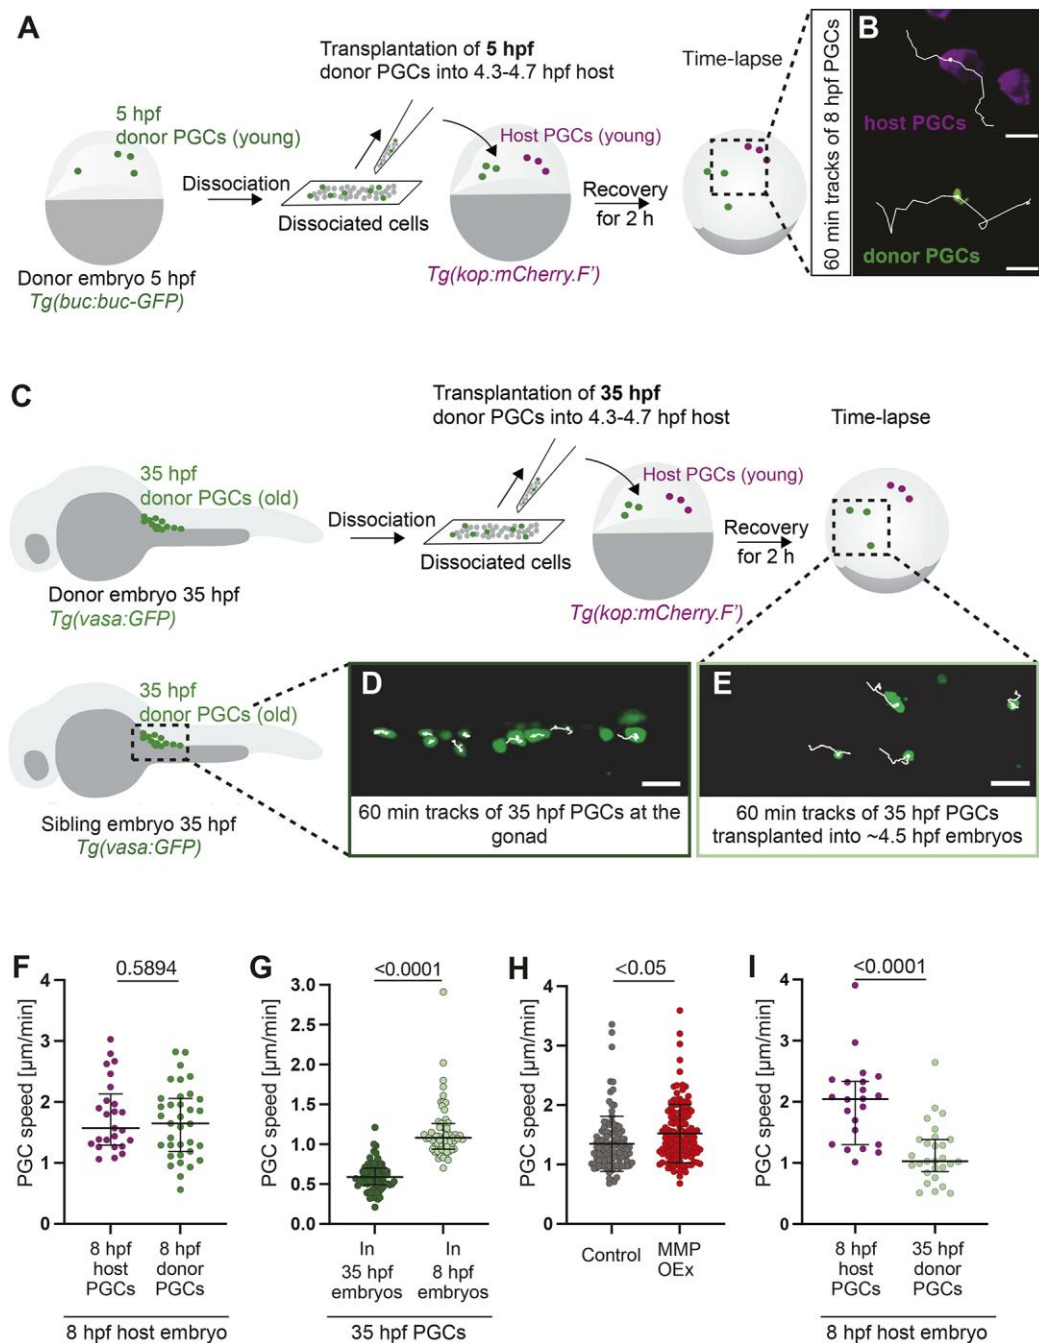 A
Transplantation of 5 hpf
donor PGCs into 4.3-4.7 hpf host
5 hpf
donor PGCs (young)
Dissociation
Dissociated cells
Host PGCs (young)
Recovery
for 2 h
Time-lapse
Donor embryo 5 hpf
Tg(buc:buc-GFP)
Tg(kop:mCherry.F')
60 min tracks of 8 hpf PGCs
B
host PGCs
donor PGCs
C
Transplantation of 35 hpf
donor PGCs into 4.3-4.7 hpf host
Time-lapse
35 hpf
donor PGCs (old)
Dissociation
Dissociated cells
Host PGCs (young)
Recovery
for 2 h
Donor embryo 35 hpf
Tg(vasa:GFP)
Tg(kop:mCherry.F')
35 hpf
donor PGCs (old)
Sibling embryo 35 hpf
Tg(vasa:GFP)
D
60 min tracks of 35 hpf PGCs at the
gonad
E
60 min tracks of 35 hpf PGCs
transplanted into ~4.5 hpf embryos
F
0.5894
PGC speed [µm/min]
4
3
2
1
0
8 hpf
host
PGCs
8 hpf
donor
PGCs
8 hpf host embryo
G
<0.0001
PGC speed [µm/min]
3.0
2.5
2.0
1.5
1.0
0.5
0.0
In
35 hpf
embryos
In
8 hpf
embryos
35 hpf PGCs
H
<0.05
PGC speed [µm/min]
4
3
2
1
0
Control
MMP
OEx
I
<0.0001
PGC speed [µm/min]
4
3
2
1
0
8 hpf
host
PGCs
35 hpf
donor
PGCs
8 hpf host embryo